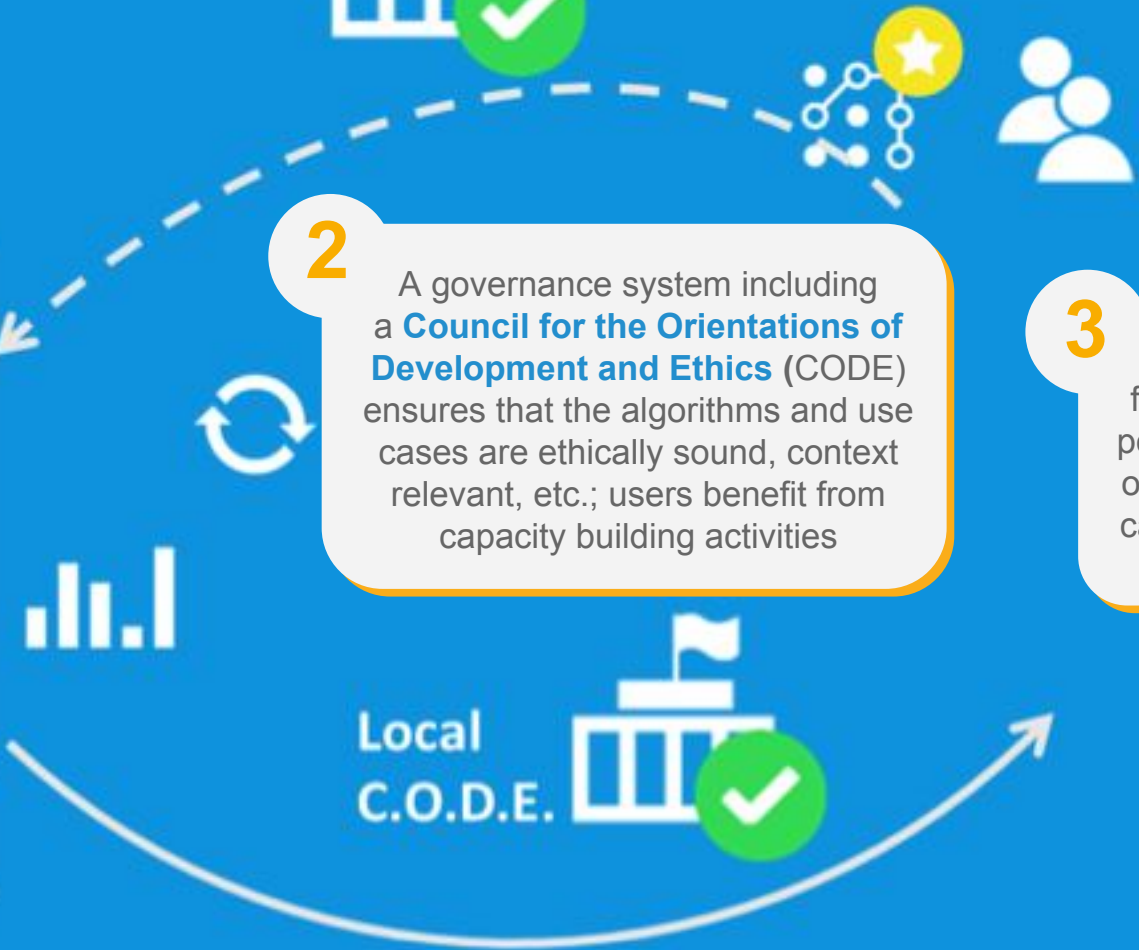 2
A governance system including
a Council for the Orientations of
Development and Ethics (CODE)
ensures that the algorithms and use
cases are ethically sound, context
relevant, etc.; users benefit from
capacity building activities
3
Local
C.O.D.E.